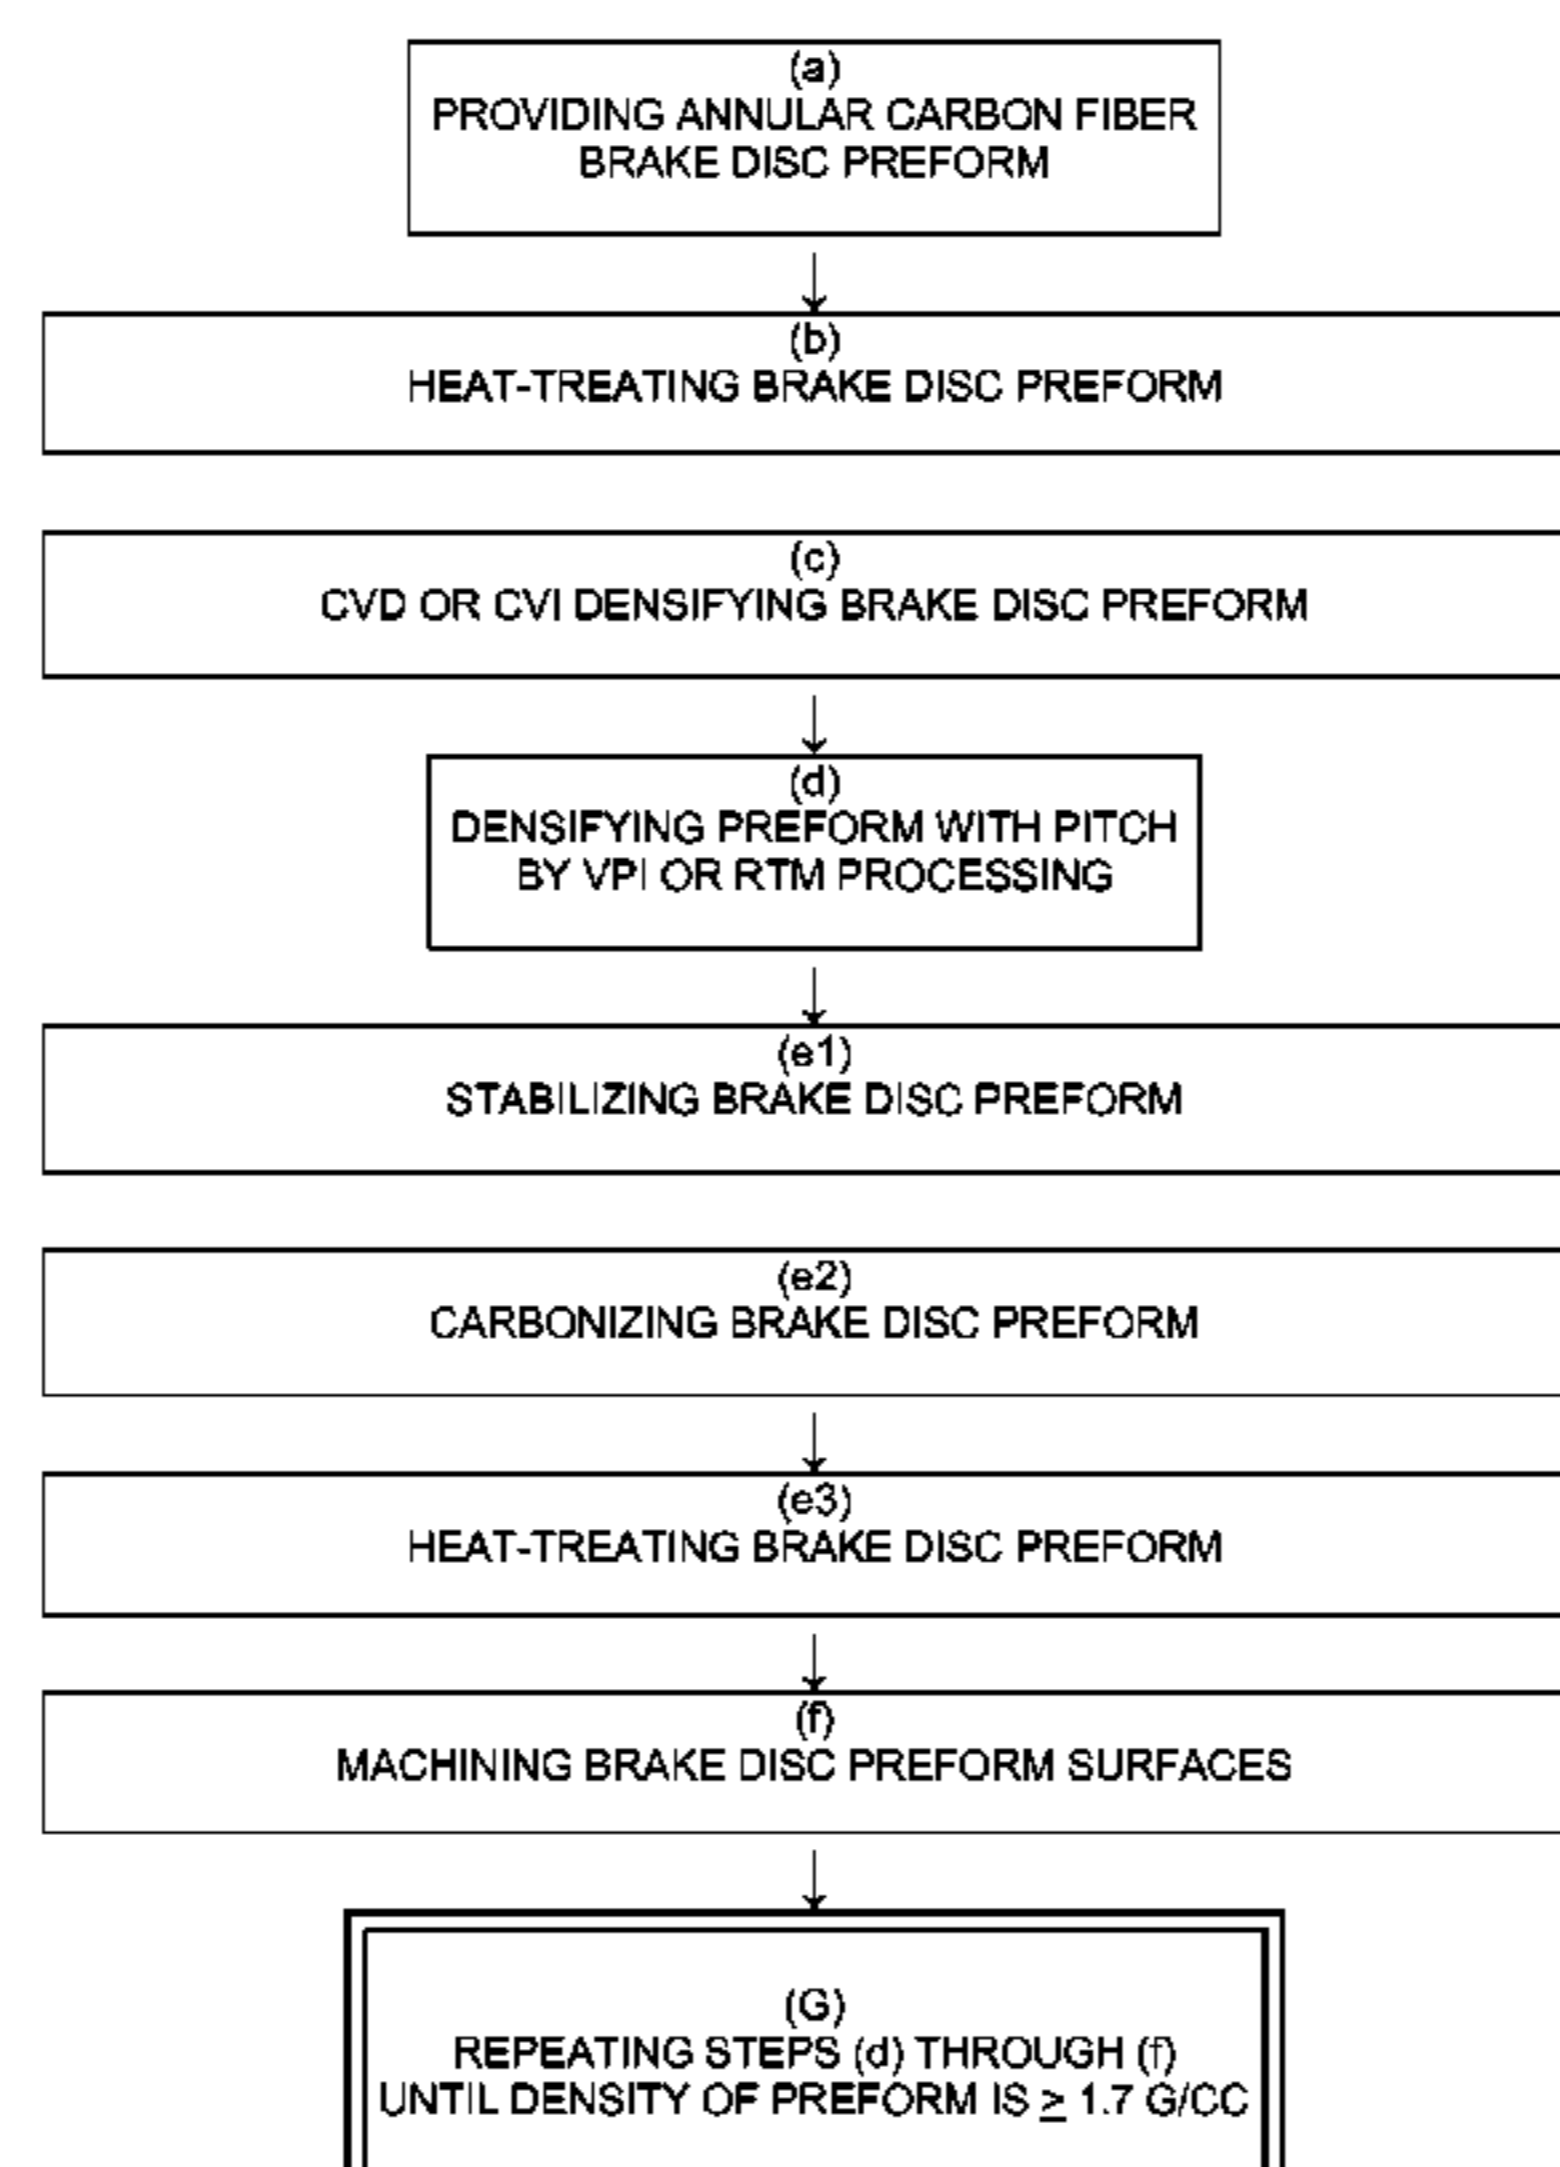 (a)
PROVIDING ANNULAR CARBON FIBER
BRAKE DISC PREFORM
(b)
HEAT-TREATING BRAKE DISC PREFORM
(c)
CVD OR CVI DENSIFYING BRAKE DISC PREFORM
(d)
DENSIFYING PREFORM WITH PITCH
BY VPI OR RTM PROCESSING
(e1)
STABILIZING BRAKE DISC PREFORM
(e2)
CARBONIZING BRAKE DISC PREFORM
(e3)
HEAT-TREATING BRAKE DISC PREFORM
(f)
MACHINING BRAKE DISC PREFORM SURFACES
(G)
REPEATING STEPS (d) THROUGH (f)
UNTIL DENSITY OF PREFORM IS ≥ 1.7 G/CC